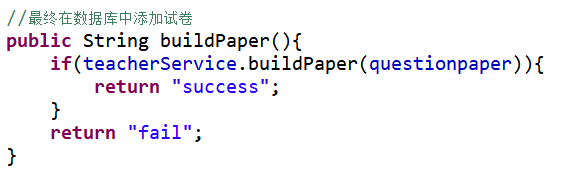 //最终在数据库中添加试卷
public String buildPaper(){
    if(teacherService.buildPaper(questionpaper)){
        return "success";
    }
    return "fail";
}